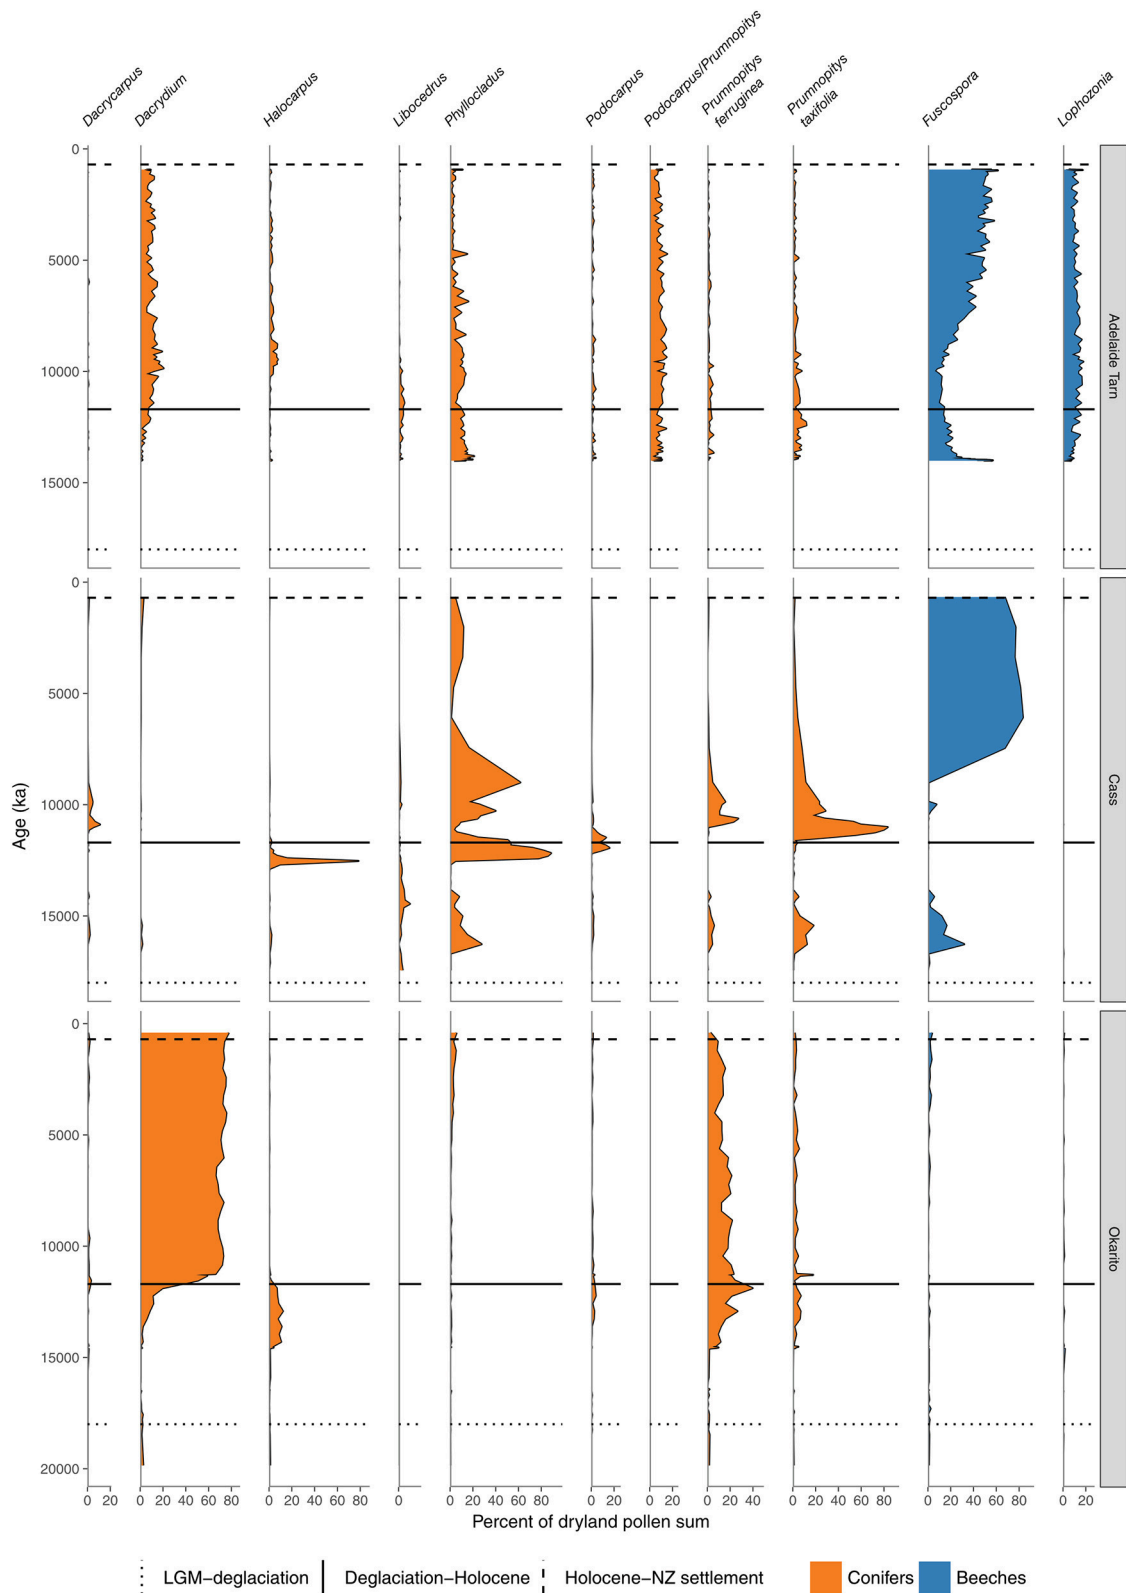 Dacrycarpus
Dacrydium
Halocarpus
Libocedrus
Phyllocladus
Podocarpus
Podocarpus/Prumnopitys
Prumnopitys
ferruginea
Prumnopitys
taxifolia
Fuscospora
Lophozonia
0
5000
10000
15000
Adelaide Tarn
0
5000
10000
15000
Cass
Age (ka)
0
5000
10000
15000
20000
Okarito
0 20 0 20 40 60 80 0 20 40 60 80 0 0 20 40 60 80 0 20 0 20 0 20 40 0 20 40 60 80 0 20 40 60 80 0 20
Percent of dryland pollen sum
LGM–deglaciation Deglaciation–Holocene Holocene–NZ settlement Conifers Beeches